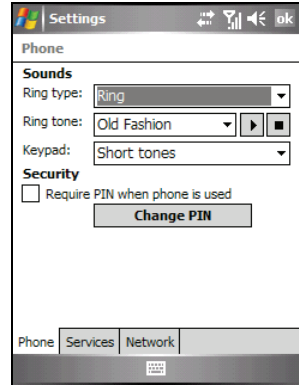 Settings ok
Phone
Sounds
Ring type: Ring
Ring tone: Old Fashion
Keypad: Short tones
Security
Require PIN when phone is used
Change PIN
Phone Services Network